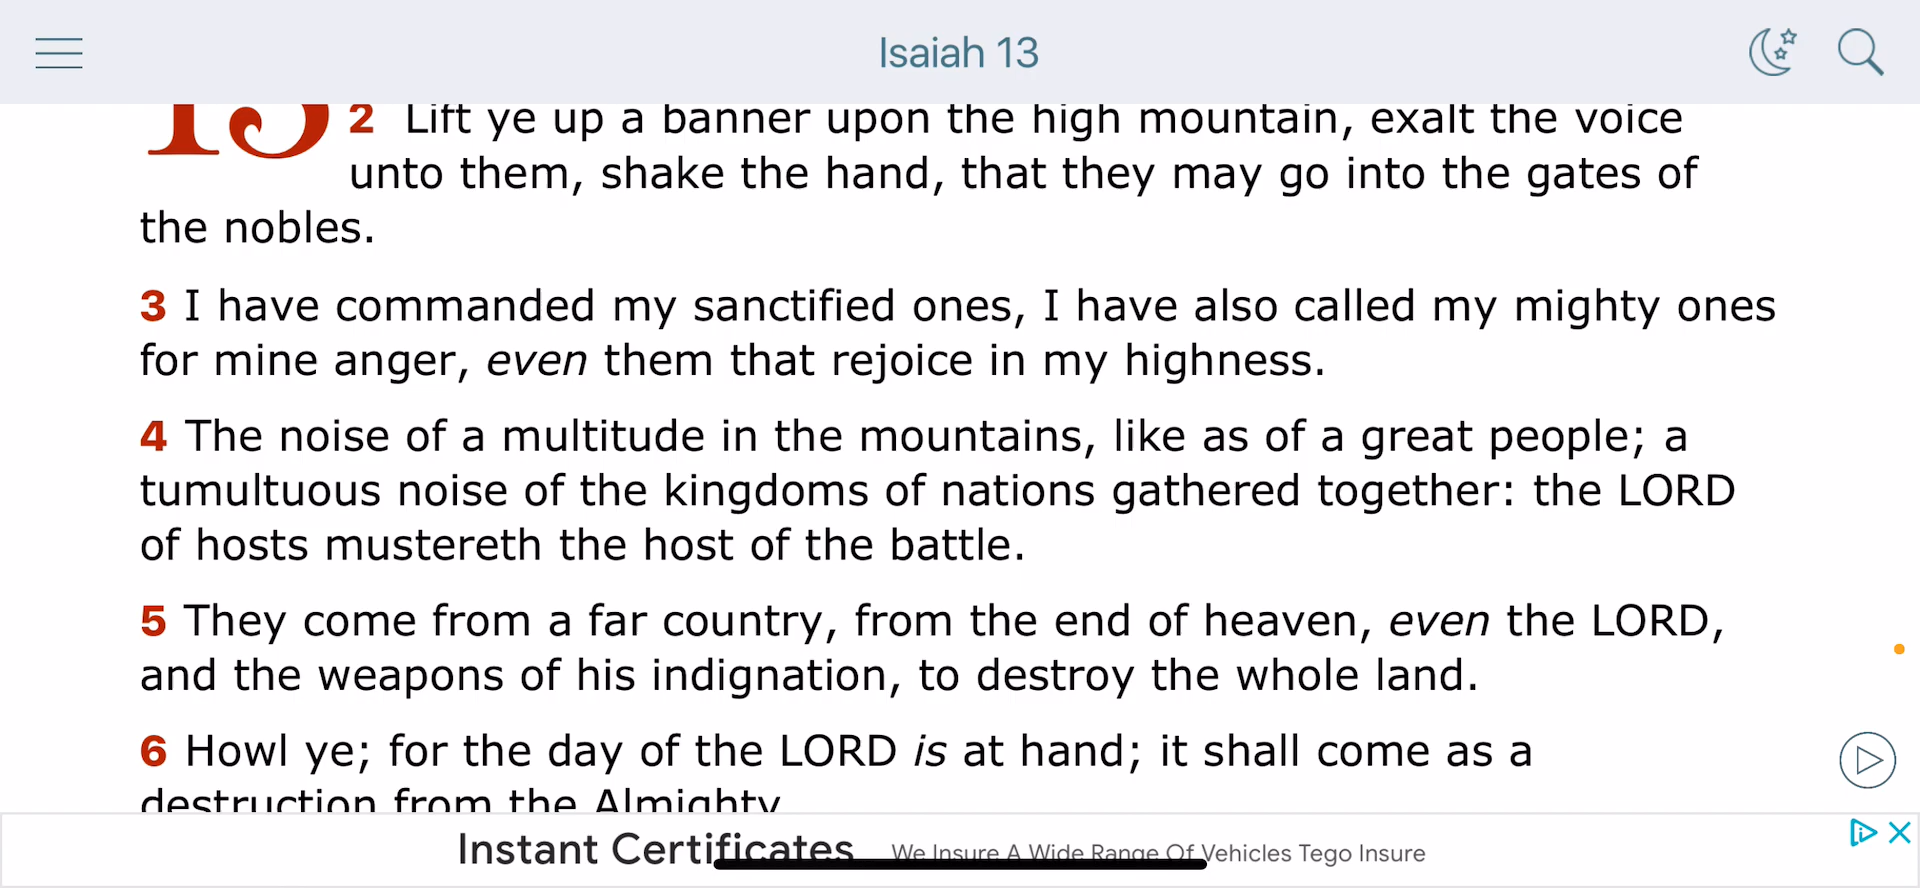 Isaiah 13
13 2 Lift ye up a banner upon the high mountain, exalt the voice
unto them, shake the hand, that they may go into the gates of
the nobles.
3 I have commanded my sanctified ones, I have also called my mighty ones
for mine anger, even them that rejoice in my highness.
4 The noise of a multitude in the mountains, like as of a great people; a
tumultuous noise of the kingdoms of nations gathered together: the LORD
of hosts mustereth the host of the battle.
5 They come from a far country, from the end of heaven, even the LORD,
and the weapons of his indignation, to destroy the whole land.
6 Howl ye; for the day of the LORD is at hand; it shall come as a
destruction from the Almighty
Instant Certificates We Insure A Wide Range Of Vehicles Tego Insure